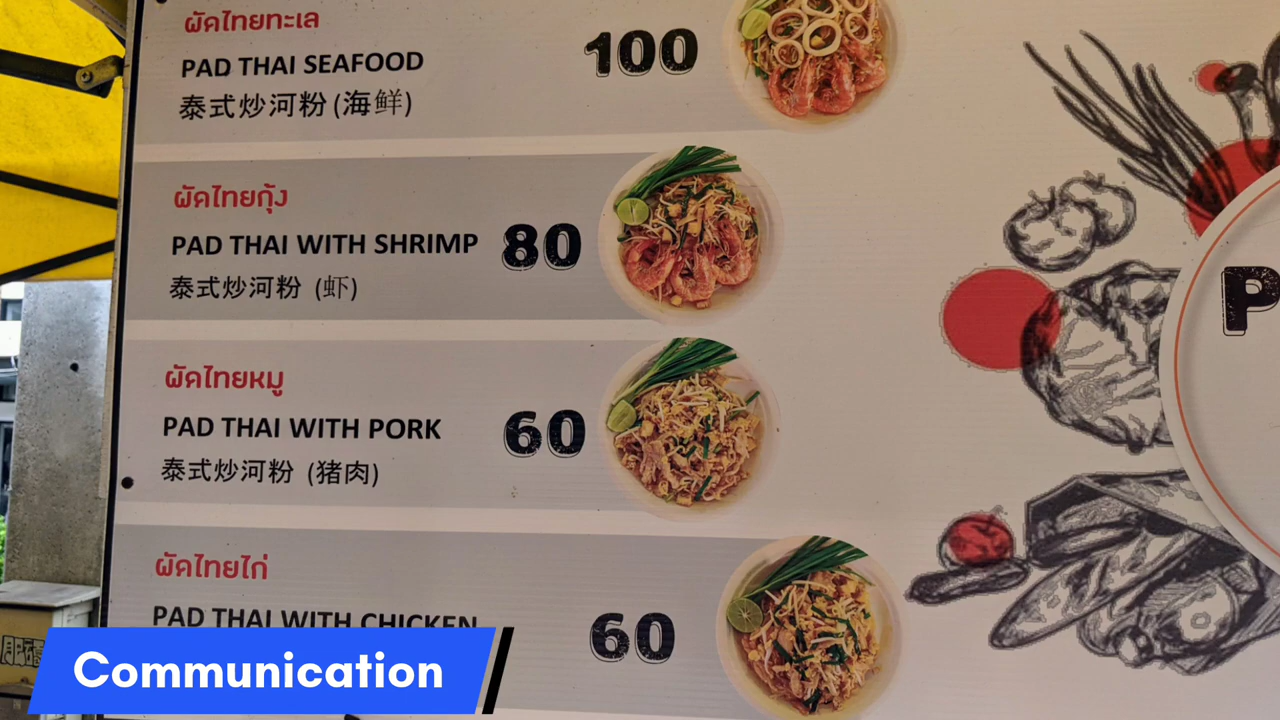 ผัดไทยทะเล
PAD THAI SEAFOOD
泰式炒河粉 (海鲜)
100
ผัดไทยกุ้ง
PAD THAI WITH SHRIMP
泰式炒河粉 (虾)
80
ผัดไทยหมู
PAD THAI WITH PORK
泰式炒河粉 (猪肉)
60
ผัดไทยไก่
PAD THAI WITH CHICKEN
60
P
Communication